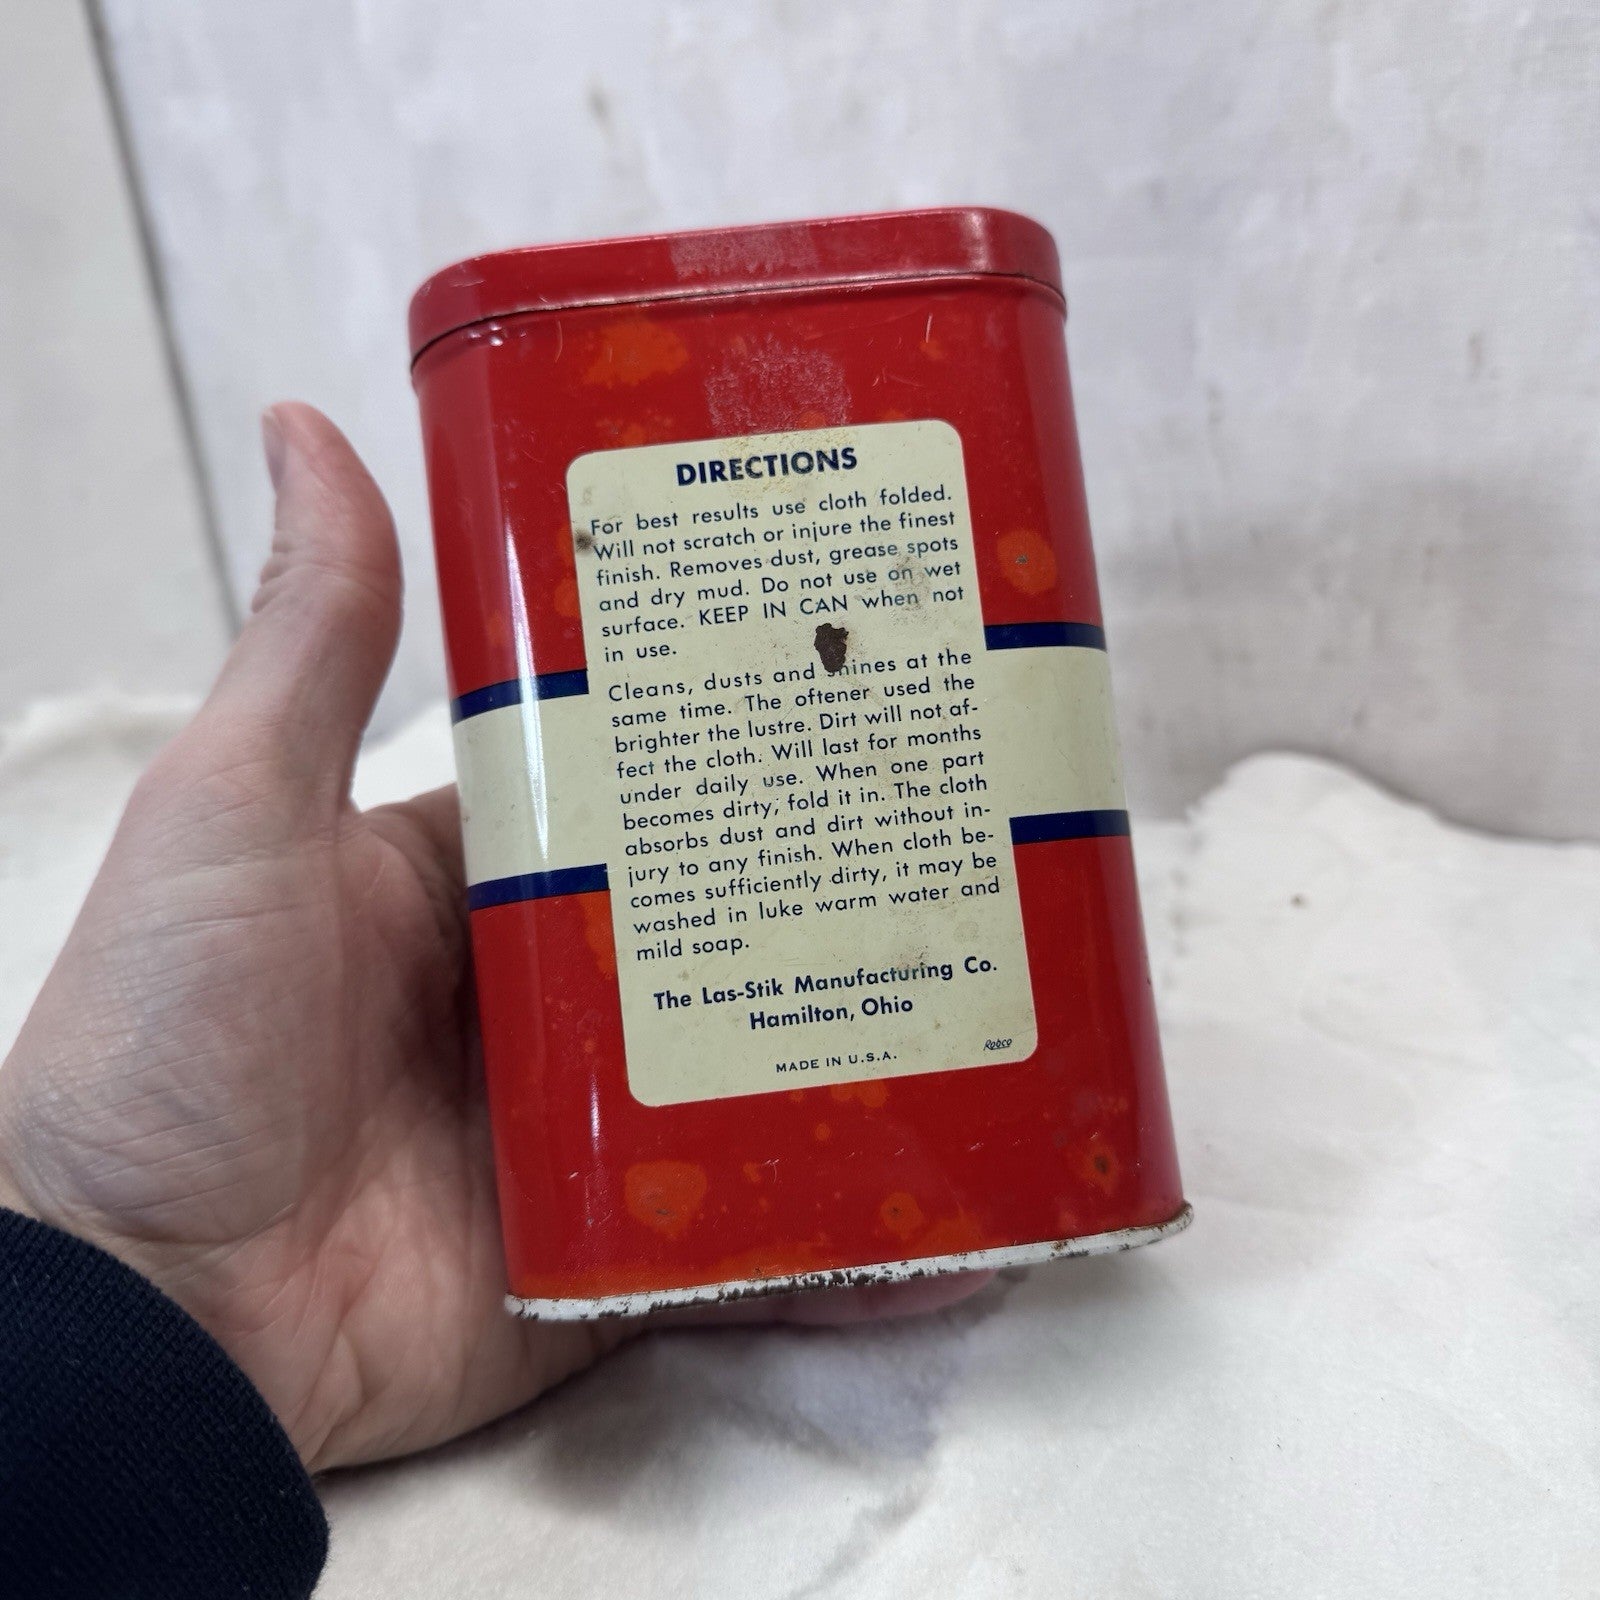 DIRECTIONS
For best results use cloth folded.
Will not scratch or injure the finest
finish. Removes dust, grease spots
and dry mud. Do not use on wet
surface. KEEP IN CAN when not
in use.
Cleans, dusts and shines at the
same time. The oftener used the
brighter the lustre. Dirt will not af-
fect the cloth. Will last for months
under daily use. When one part
becomes dirty, fold it in. The cloth
absorbs dust and dirt without in-
jury to any finish. When cloth be-
comes sufficiently dirty, it may be
washed in luke warm water and
mild soap.
The Las-Stik Manufacturing Co.
Hamilton, Ohio
MADE IN U.S.A.
Robco